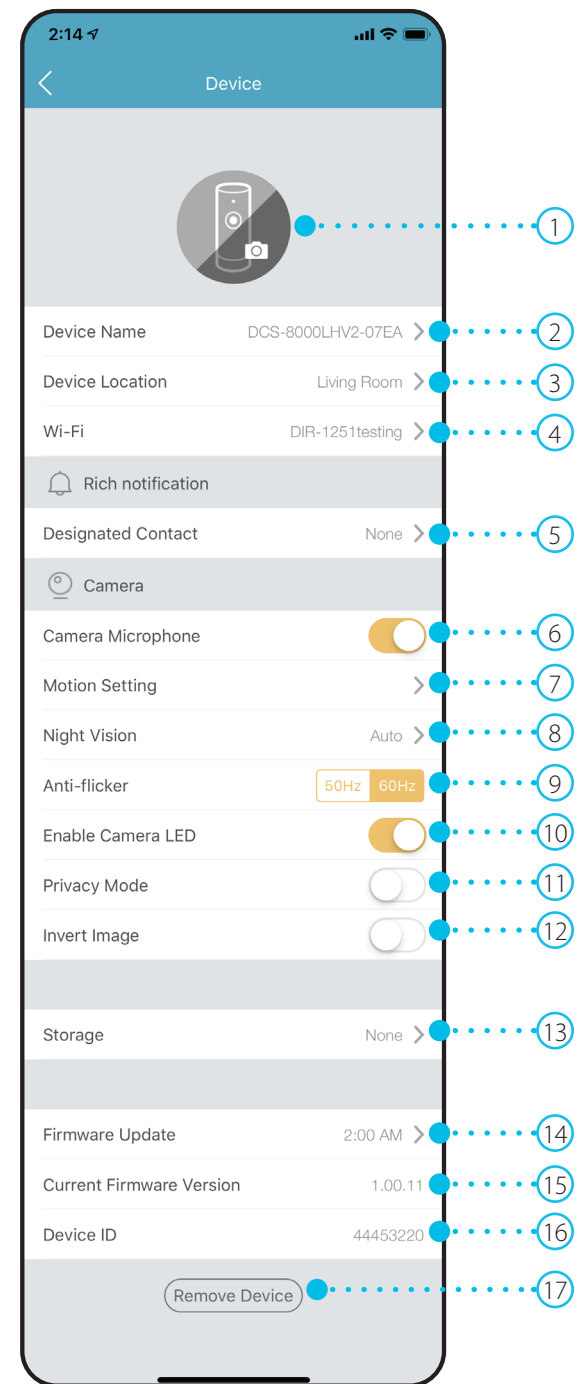 2:14
Device
1
Device Name DCS-8000LHV2-07EA 2
Device Location Living Room 3
Wi-Fi DIR-1251testing 4
Rich notification
Designated Contact None 5
Camera
Camera Microphone 6
Motion Setting 7
Night Vision Auto 8
Anti-flicker 50Hz 60Hz 9
Enable Camera LED 10
Privacy Mode 11
Invert Image 12
Storage None 13
Firmware Update 2:00 AM 14
Current Firmware Version 1.00.11 15
Device ID 44453220 16
Remove Device 17